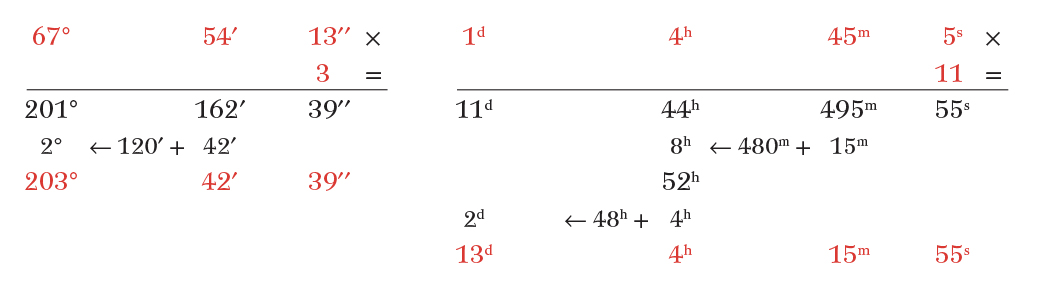 67° 54′ 13′′ ×
3 =
201° 162′ 39′′
2° ← 120′ + 42′
203° 42′ 39′′
1ᵈ 4ʰ 45ᵐ 5ˢ ×
11 =
11ᵈ 44ʰ 495ᵐ 55ˢ
8ʰ ← 480ᵐ + 15ᵐ
52ʰ
2ᵈ ← 48ʰ + 4ʰ
13ᵈ 4ʰ 15ᵐ 55ˢ